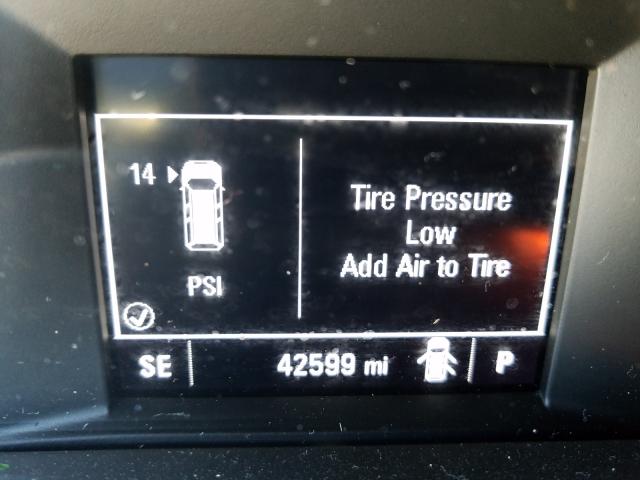 14
PSI
Tire Pressure
Low
Add Air to Tire
SE 42599 mi P